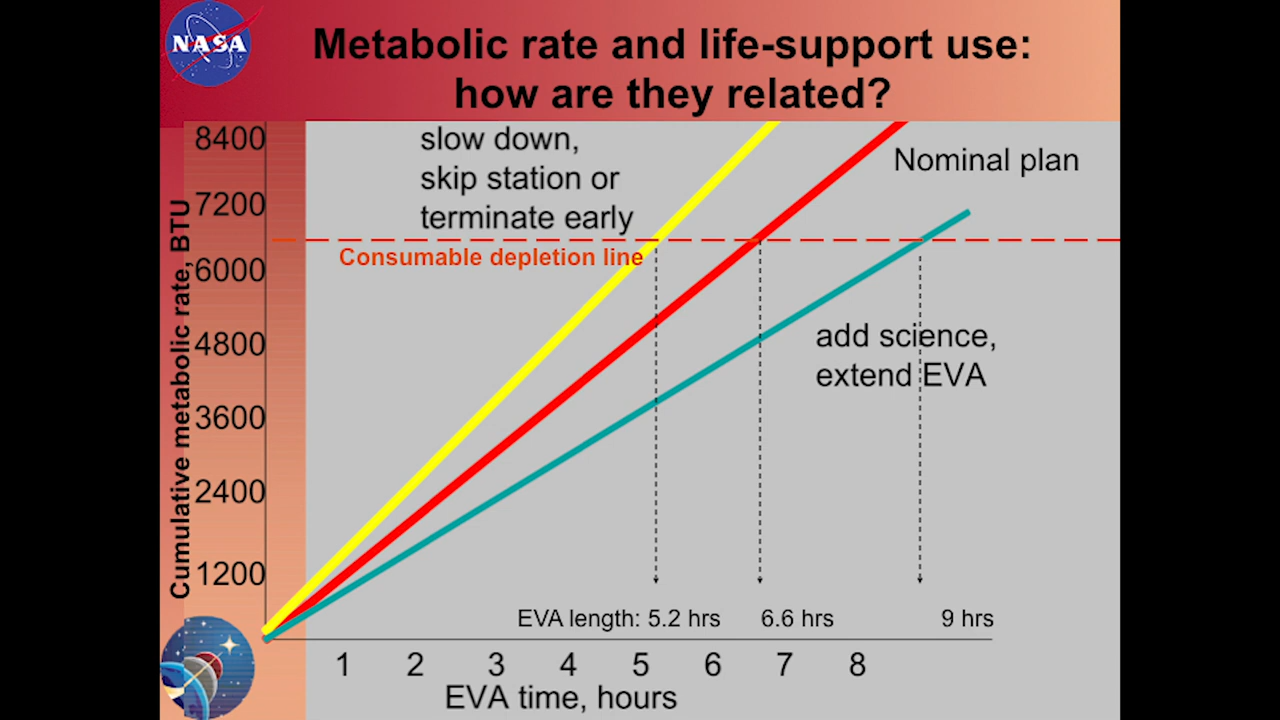 NASA
Metabolic rate and life-support use:
how are they related?
slow down,
skip station or
terminate early
Nominal plan
Consumable depletion line
add science,
extend EVA
Cumulative metabolic rate, BTU
8400
7200
6000
4800
3600
2400
1200
EVA length: 5.2 hrs 6.6 hrs 9 hrs
1 2 3 4 5 6 7 8
EVA time, hours